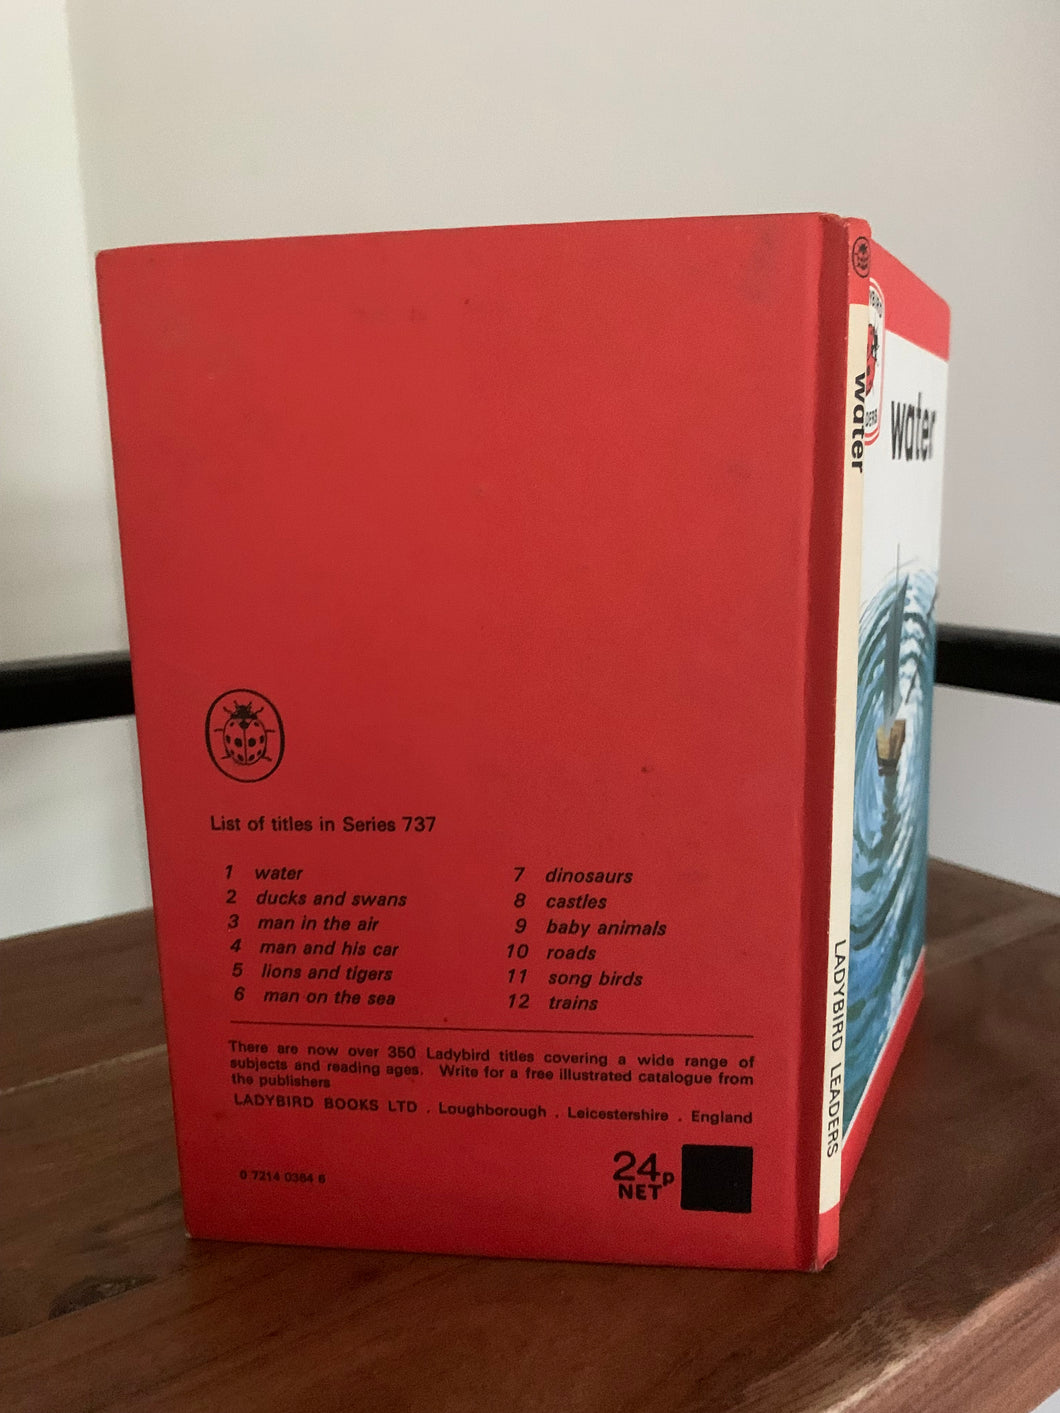 List of titles in Series 737
1 water
2 ducks and swans
3 man in the air
4 man and his car
5 lions and tigers
6 man on the sea
7 dinosaurs
8 castles
9 baby animals
10 roads
11 song birds
12 trains
There are now over 350 Ladybird titles covering a wide range of
subjects and reading ages. Write for a free illustrated catalogue from
the publishers
LADYBIRD BOOKS LTD . Loughborough . Leicestershire . England
0 7214 0364 6
24p
NET
water
LADYBIRD LEADERS
water